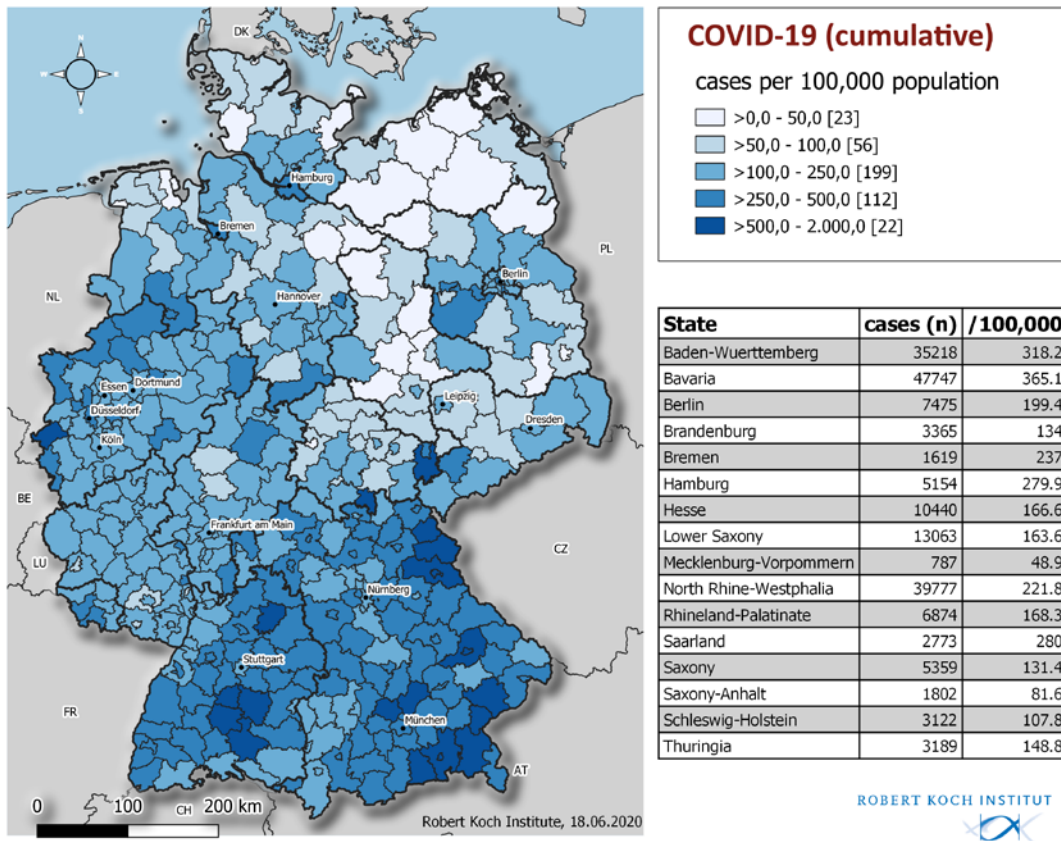 DK
N
W E
S
Hamburg
Bremen
PL
Berlin
NL
Hannover
Essen
Dortmund
Düsseldorf
Leipzig
Dresden
Köln
BE
Frankfurt am Main
LU
CZ
Nürnberg
Stuttgart
FR
München
AT
CH
0 100 200 km
Robert Koch Institute, 18.06.2020
COVID-19 (cumulative)
cases per 100,000 population
>0,0 - 50,0 [23]
>50,0 - 100,0 [56]
>100,0 - 250,0 [199]
>250,0 - 500,0 [112]
>500,0 - 2.000,0 [22]
State cases (n) /100,000
Baden-Wuerttemberg 35218 318.2
Bavaria 47747 365.1
Berlin 7475 199.4
Brandenburg 3365 134
Bremen 1619 237
Hamburg 5154 279.9
Hesse 10440 166.6
Lower Saxony 13063 163.6
Mecklenburg-Vorpommern 787 48.9
North Rhine-Westphalia 39777 221.8
Rhineland-Palatinate 6874 168.3
Saarland 2773 280
Saxony 5359 131.4
Saxony-Anhalt 1802 81.6
Schleswig-Holstein 3122 107.8
Thuringia 3189 148.8
ROBERT KOCH INSTITUT